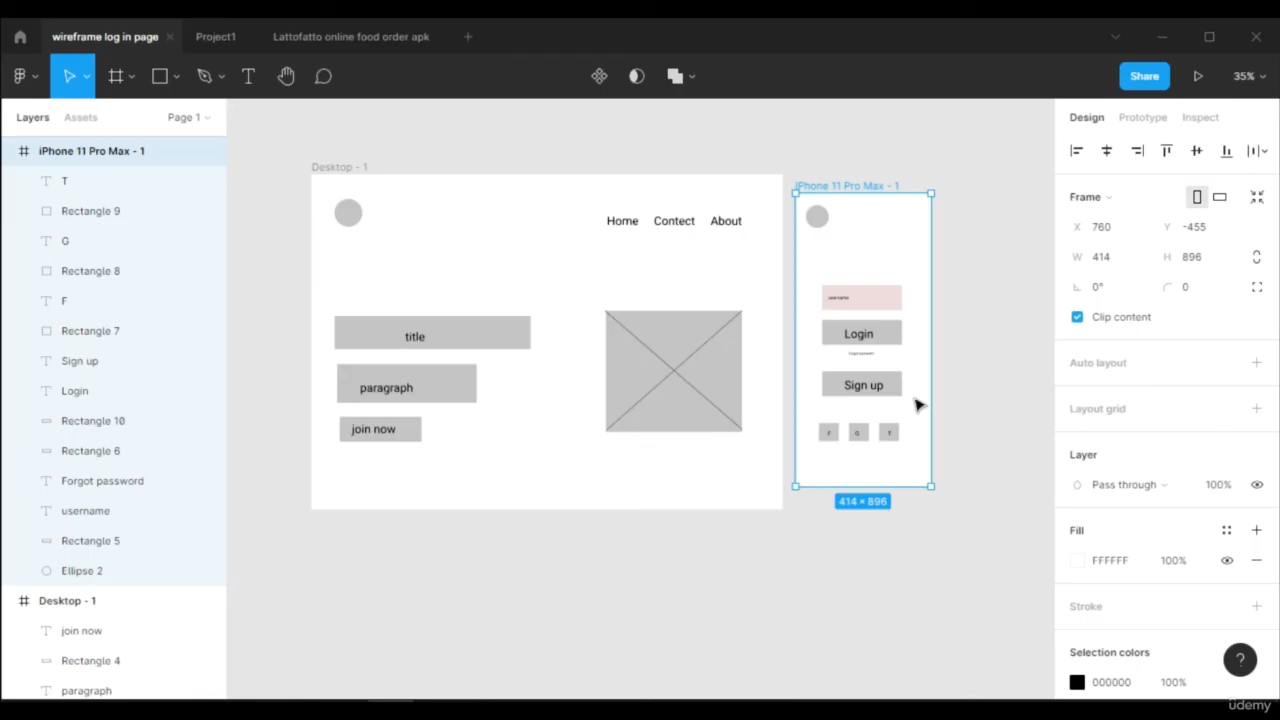 wireframe log in page
Project1
Lattofatto online food order apk
Share
35%
Layers
Assets
Page 1
iPhone 11 Pro Max - 1
T
Rectangle 9
G
Rectangle 8
F
Rectangle 7
Sign up
Login
Rectangle 10
Rectangle 6
Forgot password
username
Rectangle 5
Ellipse 2
Desktop - 1
join now
Rectangle 4
paragraph
Desktop - 1
Home Contect About
title
paragraph
join now
iPhone 11 Pro Max - 1
username
Login
Forgot password
Sign up
F G T
414 × 896
Design
Prototype
Inspect
Frame
X 760 Y -455
W 414 H 896
0° 0
Clip content
Auto layout
Layout grid
Layer
Pass through 100%
Fill
FFFFFF 100%
Stroke
Selection colors
000000 100%
?
ûdemy